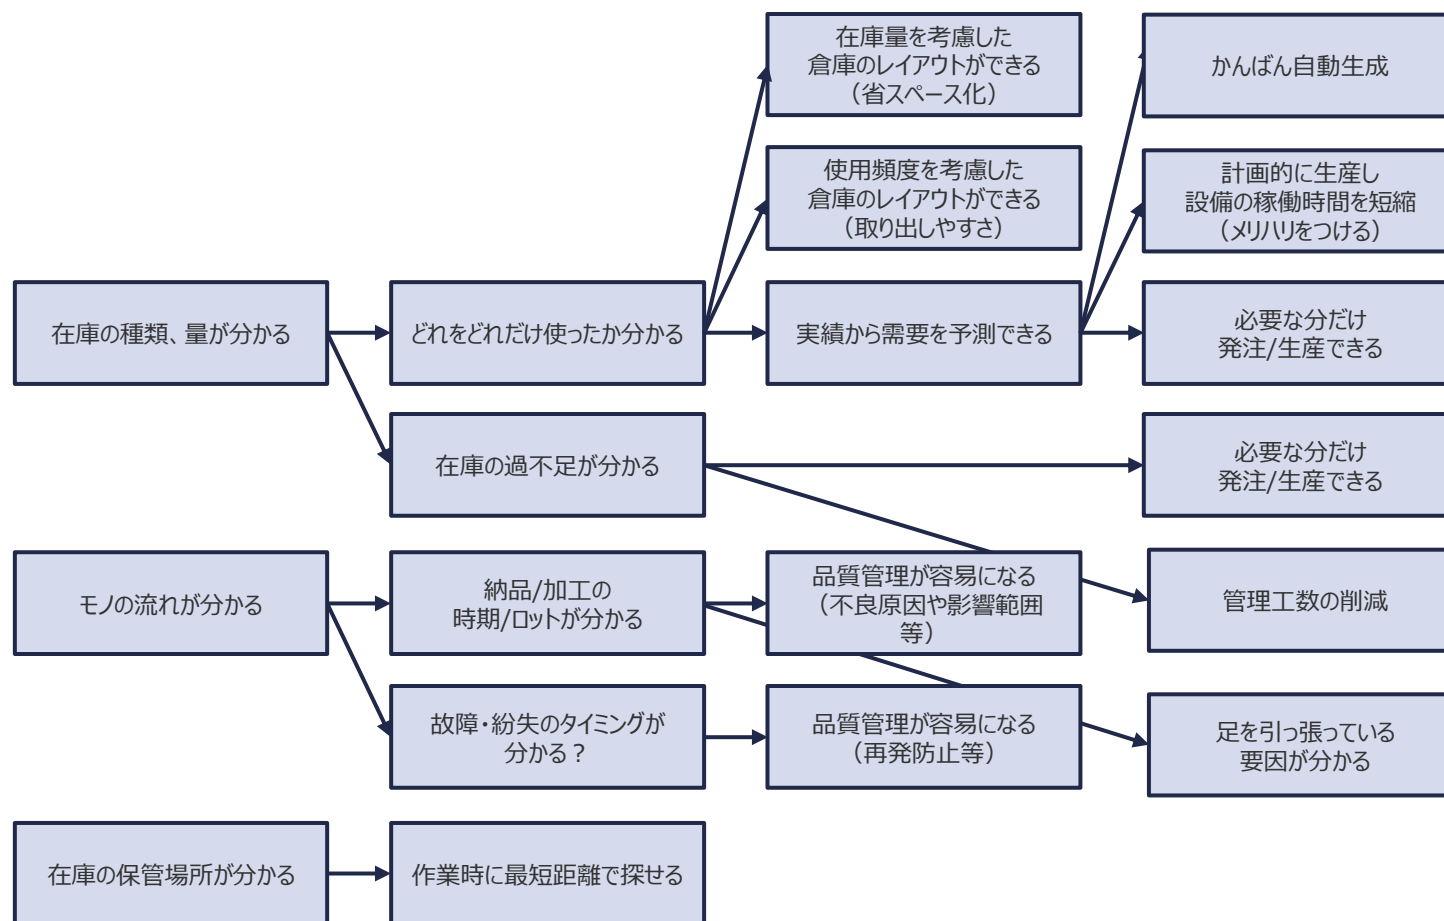 在庫量を考慮した
倉庫のレイアウトができる
（省スペース化）
かんばん自動生成
使用頻度を考慮した
倉庫のレイアウトができる
（取り出しやすさ）
計画的に生産し
設備の稼働時間を短縮
（メリハリをつける）
在庫の種類、量が分かる
どれをどれだけ使ったか分かる
実績から需要を予測できる
必要な分だけ
発注/生産できる
在庫の過不足が分かる
必要な分だけ
発注/生産できる
モノの流れが分かる
納品/加工の
時期/ロットが分かる
品質管理が容易になる
（不良原因や影響範囲
等）
管理工数の削減
故障・紛失のタイミングが
分かる？
品質管理が容易になる
（再発防止等）
足を引っ張っている
要因が分かる
在庫の保管場所が分かる
作業時に最短距離で探せる